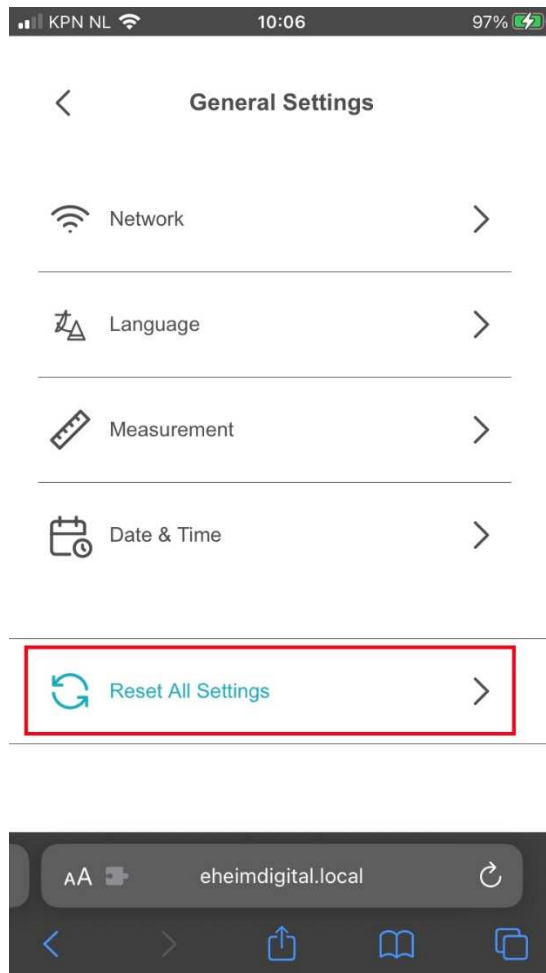 KPN NL 10:06 97%
General Settings
Network
Language
Measurement
Date & Time
Reset All Settings
AA eheimdigital.local